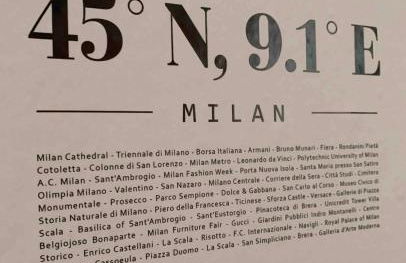 45° N, 9.1° E
MILAN
Milan Cathedral - Triennale di Milano - Borsa Italiana - Armani - Bruno Munari - Fiera - Rondanini Pietà
Cotoletta - Colonne di San Lorenzo - Milan Metro - Leonardo da Vinci - Polytechnic University of Milan
A.C. Milan - Sant'Ambrogio - Milan Fashion Week - Porta Nuova Isola - Santa Maria presso San Satiro
Olimpia Milano - Valentino - San Nazaro - Milano Centrale - Corriere della Sera - Città Studi - Cimitero
Monumentale - Prosecco - Parco Sempione - Dolce & Gabbana - San Carlo al Corso - Museo Civico di
Storia Naturale di Milano - Piero della Francesca - Ticinese - Sforza Castle - Versace - Gallerie di Piazza
Scala - Basilica of Sant'Ambrogio - Sant'Eustorgio - Pinacoteca di Brera - Unicredit Tower Villa
Belgiojoso Bonaparte - Milan Furniture Fair - Gucci - Giardini Pubblici Indro Montanelli - Centro
Storico - Enrico Castellani - La Scala - Risotto - F.C. Internazionale - Navigli - Royal Palace of Milan
- Cassoeula - Piazza Duomo - La Scala - San Simpliciano - Brera - Galleria d'Arte Moderna